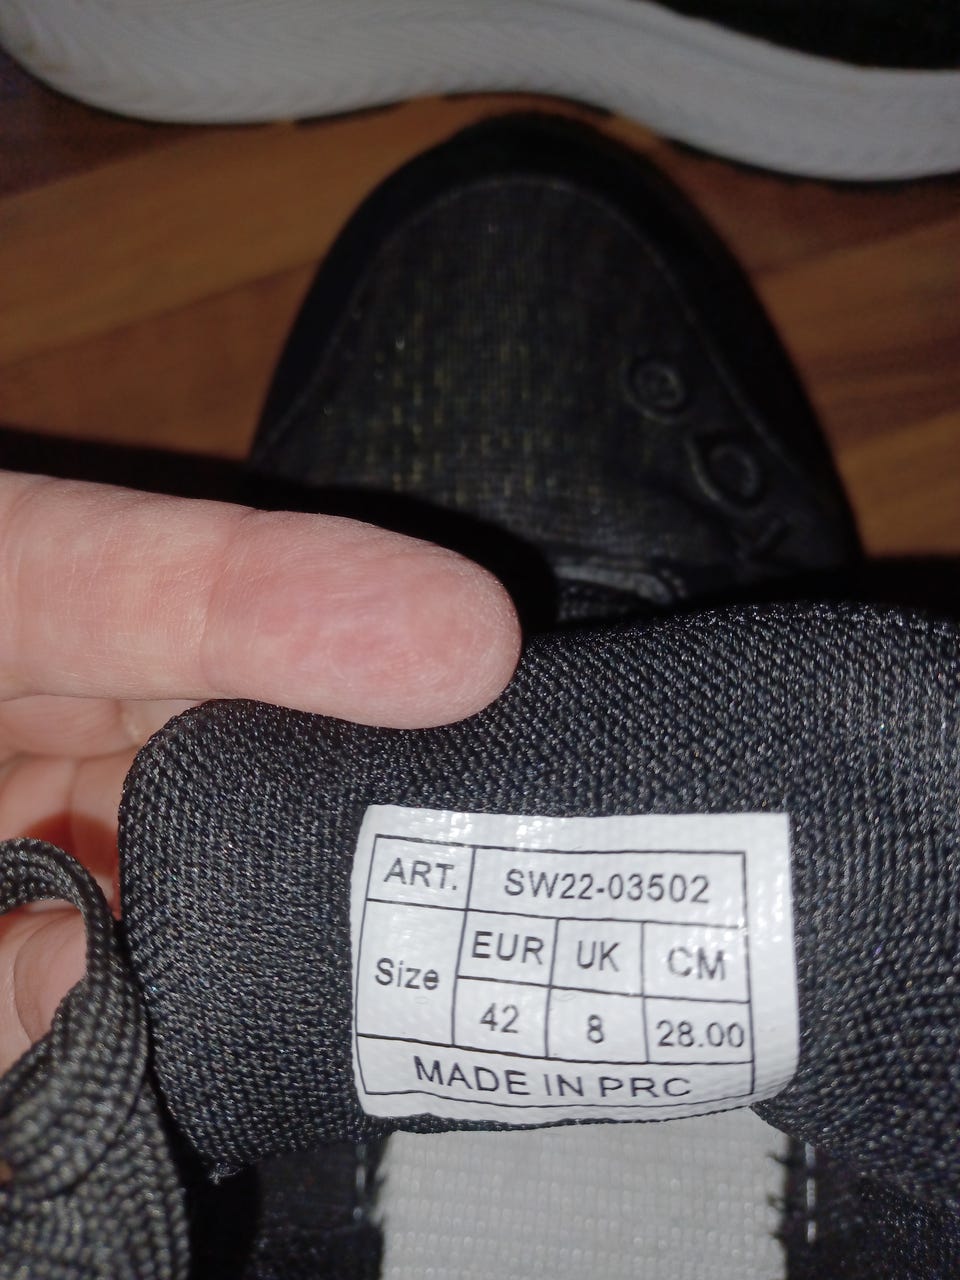 ART. SW22-03502
Size EUR UK CM
42 8 28.00
MADE IN PRC